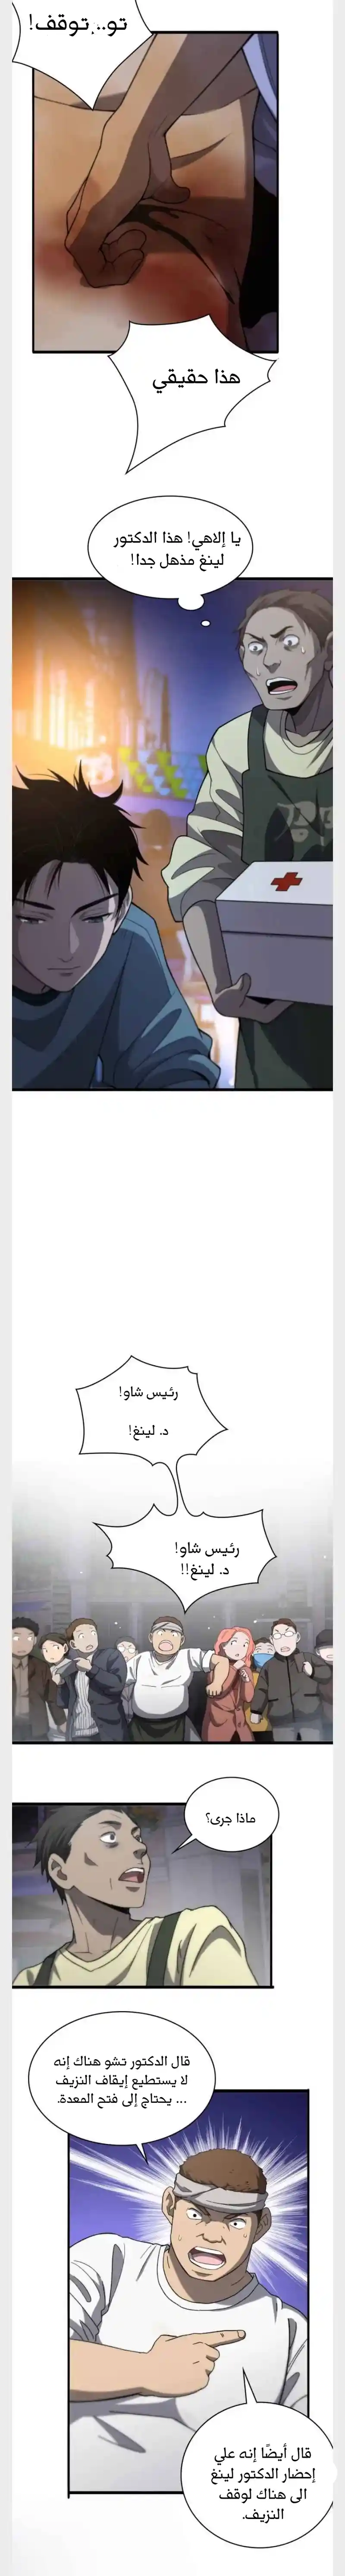 تو.. توقف!
هذا حقيقي
يا إلاهي! هذا الدكتور
لينغ مذهل جدا!
رئيس شاو!
د. لينغ!
رئيس شاو!
د. لينغ!!
ماذا جرى؟
قال الدكتور تشو هناك إنه
لا يستطيع إيقاف النزيف
... يحتاج إلى فتح المعدة.
قال أيضًا إنه علي
إحضار الدكتور لينغ
الى هناك لوقف
النزيف.